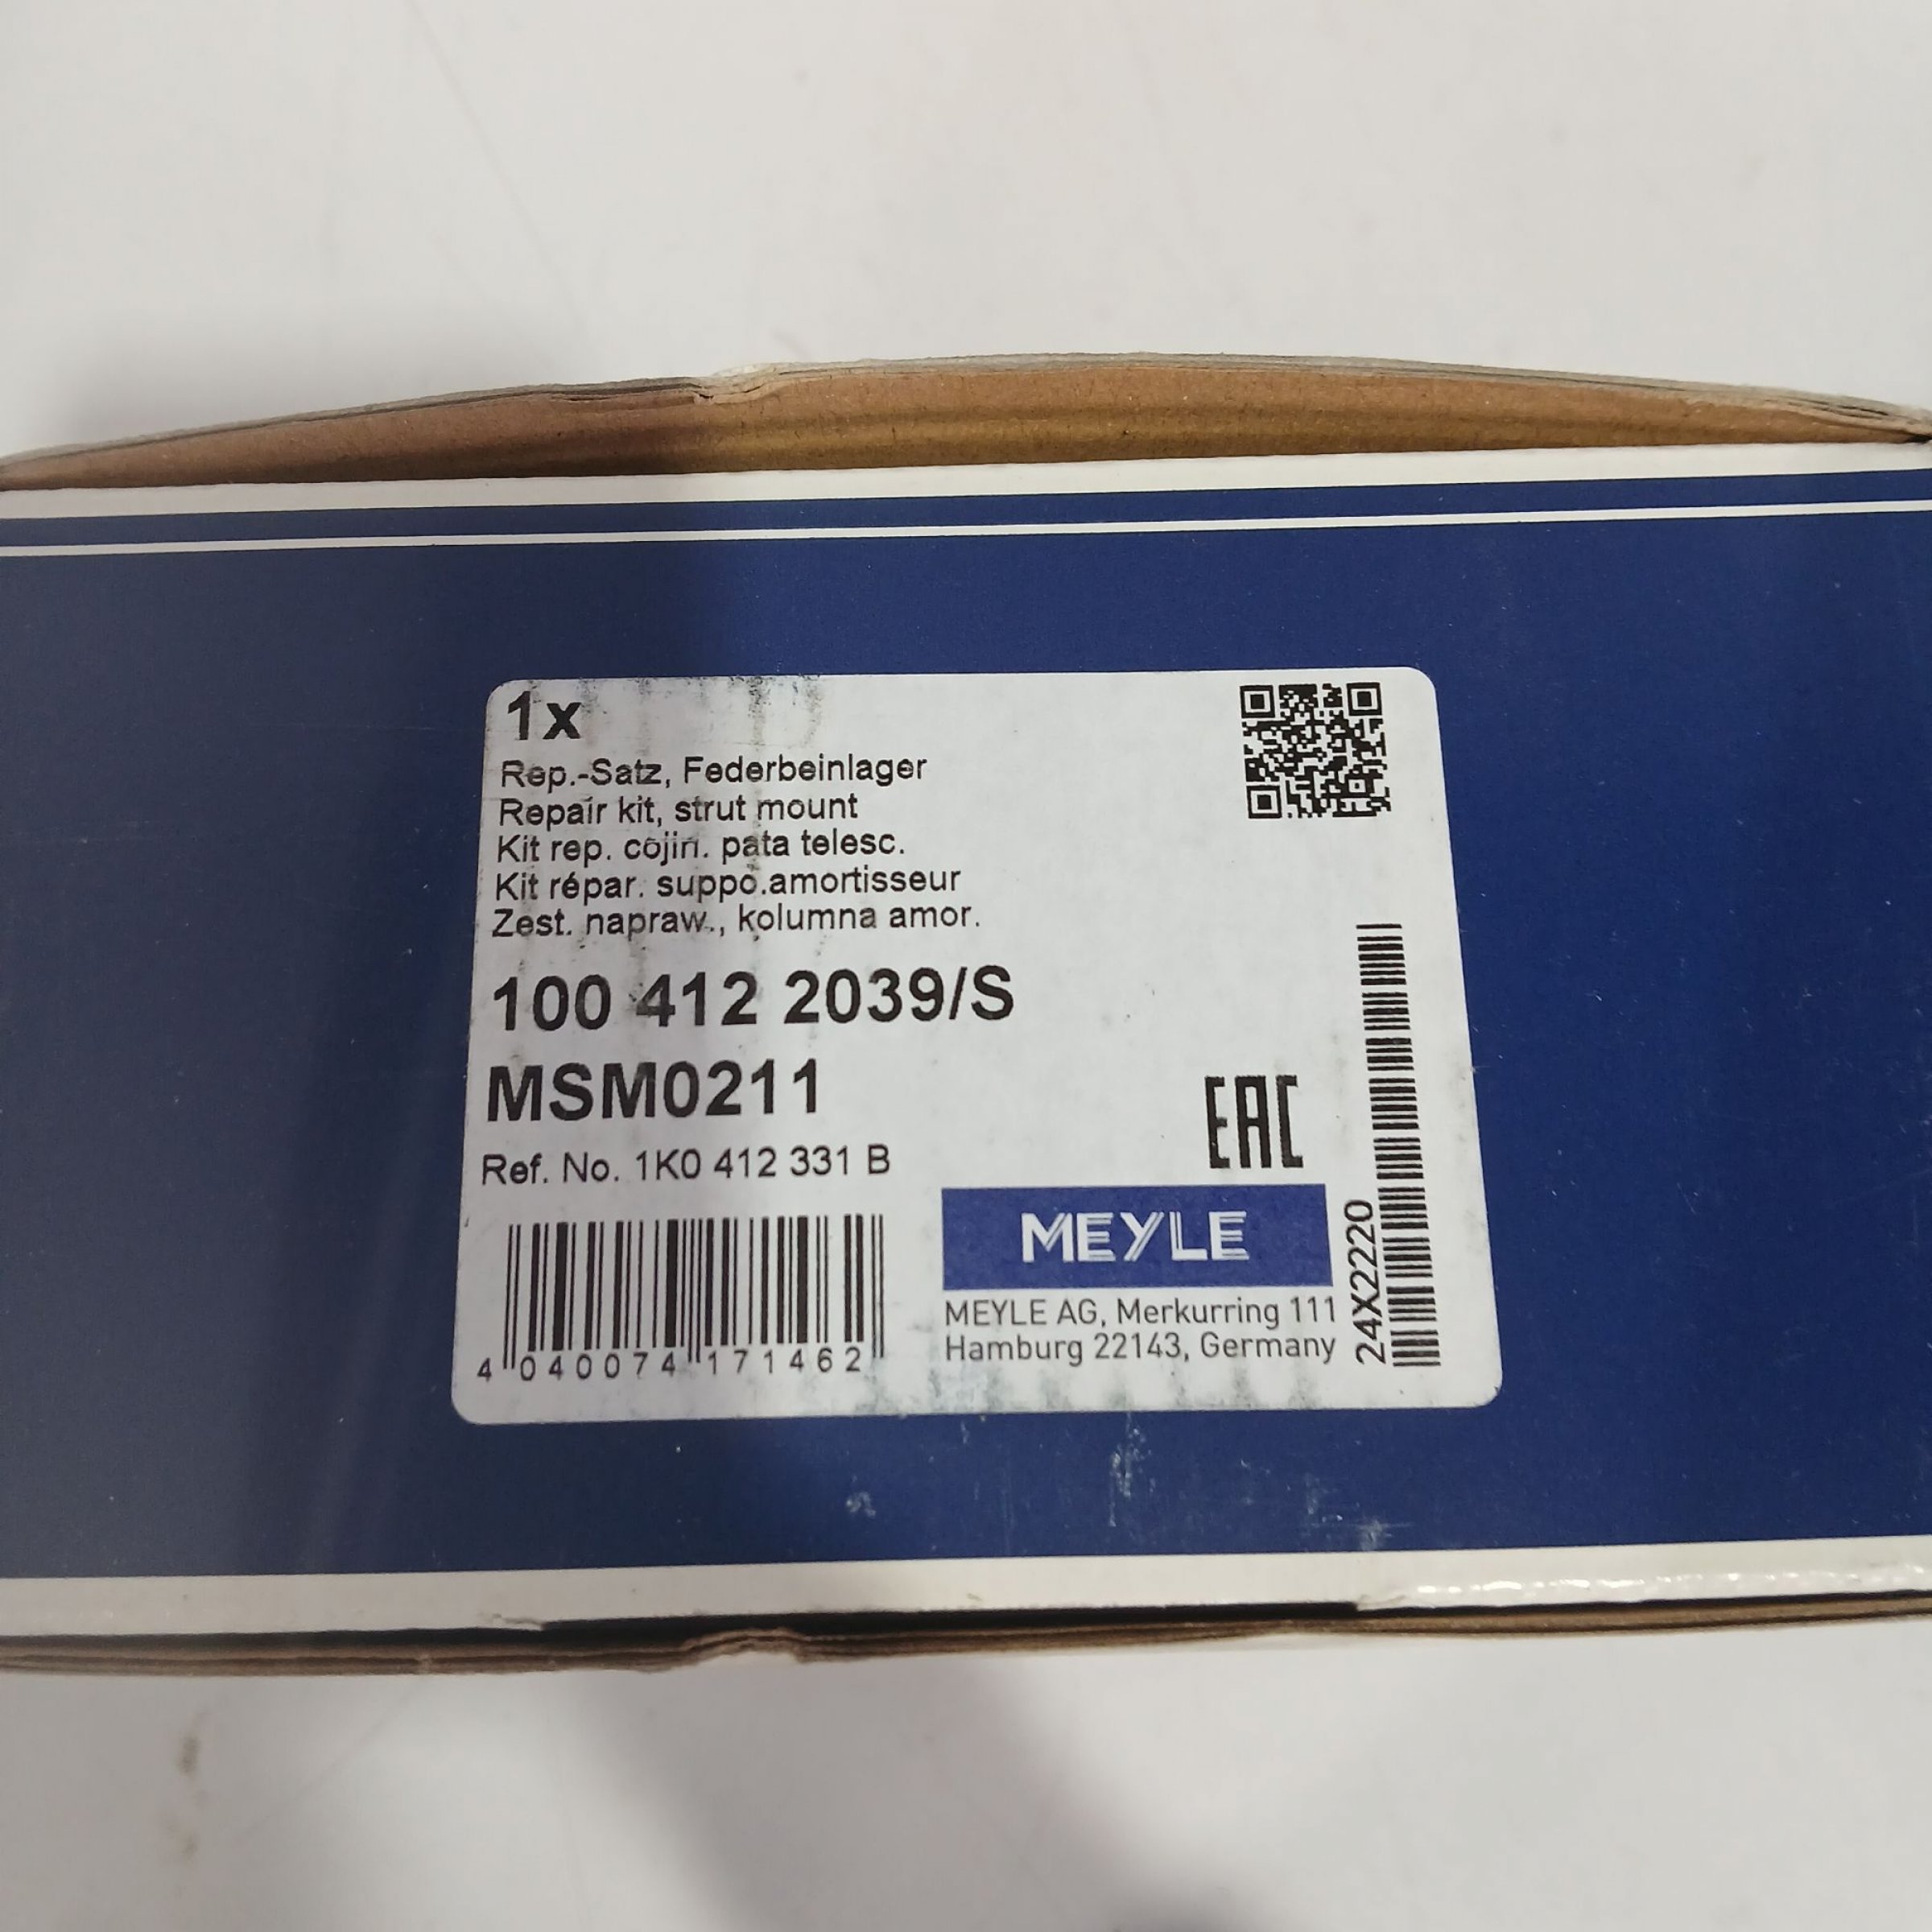 1x
Rep.-Satz, Federbeinlager
Repair kit, strut mount
Kit rep. cojin. pata telesc.
Kit répar. suppo.amortisseur
Zest. napraw., kolumna amor.
100 412 2039/S
MSM0211
Ref. No. 1K0 412 331 B
4 040074 171462
EAC
MEYLE
MEYLE AG, Merkurring 111
Hamburg 22143, Germany
24X2220